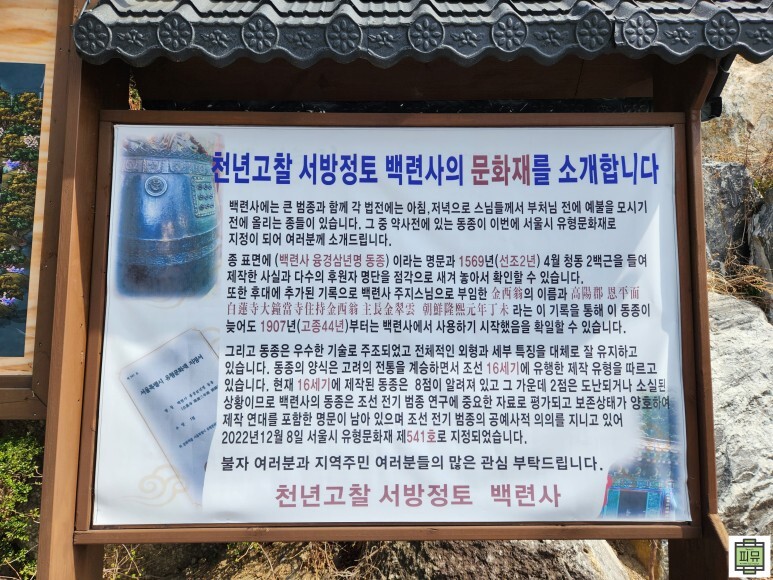 천년고찰 서방정토 백련사의 문화재를 소개합니다
백련사에는 큰 범종과 함께 각 법전에는 아침,저녁으로 스님들께서 부처님 전에 예불을 모시기
전에 올리는 종들이 있습니다. 그 중 약사전에 있는 동종이 이번에 서울시 유형문화재로
지정이 되어 여러분께 소개드립니다.
종 표면에 (백련사 융경삼년명 동종) 이라는 명문과 1569년(선조2년) 4월 청동 2백근을 들여
제작한 사실과 다수의 후원자 명단을 점각으로 새겨 놓아서 확인할 수 있습니다.
또한 후대에 추가된 기록으로 백련사 주지스님으로 부임한 金西翁의 이름과 高陽郡 恩平面
白蓮寺大鐘當寺住持金西翁 主長金翠雲 朝鮮隆熙元年丁未 라는 이 기록을 통해 이 동종이
늦어도 1907년(고종44년)부터는 백련사에서 사용하기 시작했음을 확인할 수 있습니다.
그리고 동종은 우수한 기술로 주조되었고 전체적인 외형과 세부 특징을 대체로 잘 유지하고
있습니다. 동종의 양식은 고려의 전통을 계승하면서 조선 16세기에 유행한 제작 유형을 따르고
있습니다. 현재 16세기에 제작된 동종은 8점이 알려져 있고 그 가운데 2점은 도난되거나 소실된
상황이므로 백련사의 동종은 조선 전기 범종 연구에 중요한 자료로 평가되고 보존상태가 양호하여
제작 연대를 포함한 명문이 남아 있으며 조선 전기 범종의 공예사적 의의를 지니고 있어
2022년12월 8일 서울시 유형문화재 제541호로 지정되었습니다.
불자 여러분과 지역주민 여러분들의 많은 관심 부탁드립니다.
천년고찰 서방정토 백련사
서울특별시 유형문화재 지정서
피뮤